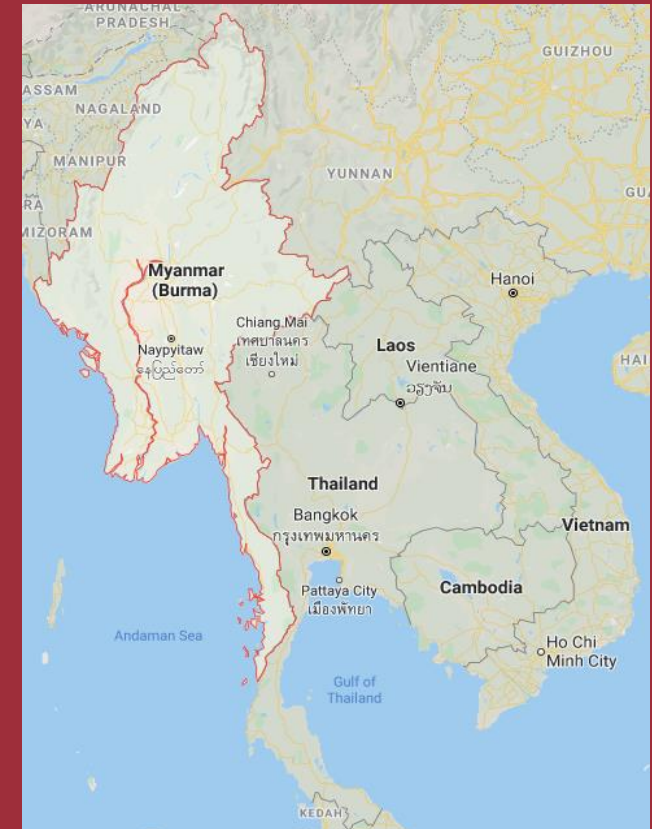 ARUNACHAL
PRADESH
GUIZHOU
ASSAM
NAGALAND
YA
MANIPUR
YUNNAN
RA
GU
MIZORAM
Myanmar
(Burma)
Hanoi
Chiang Mai
เทศบาลนคร
เชียงใหม่
Laos
Naypyitaw
နေပြည်တော်
Vientiane
ວຽງຈັນ
HAI
Thailand
Bangkok
กรุงเทพมหานคร
Vietnam
Pattaya City
เมืองพัทยา
Cambodia
Andaman Sea
Ho Chi
Minh City
Gulf of
Thailand
KEDAH